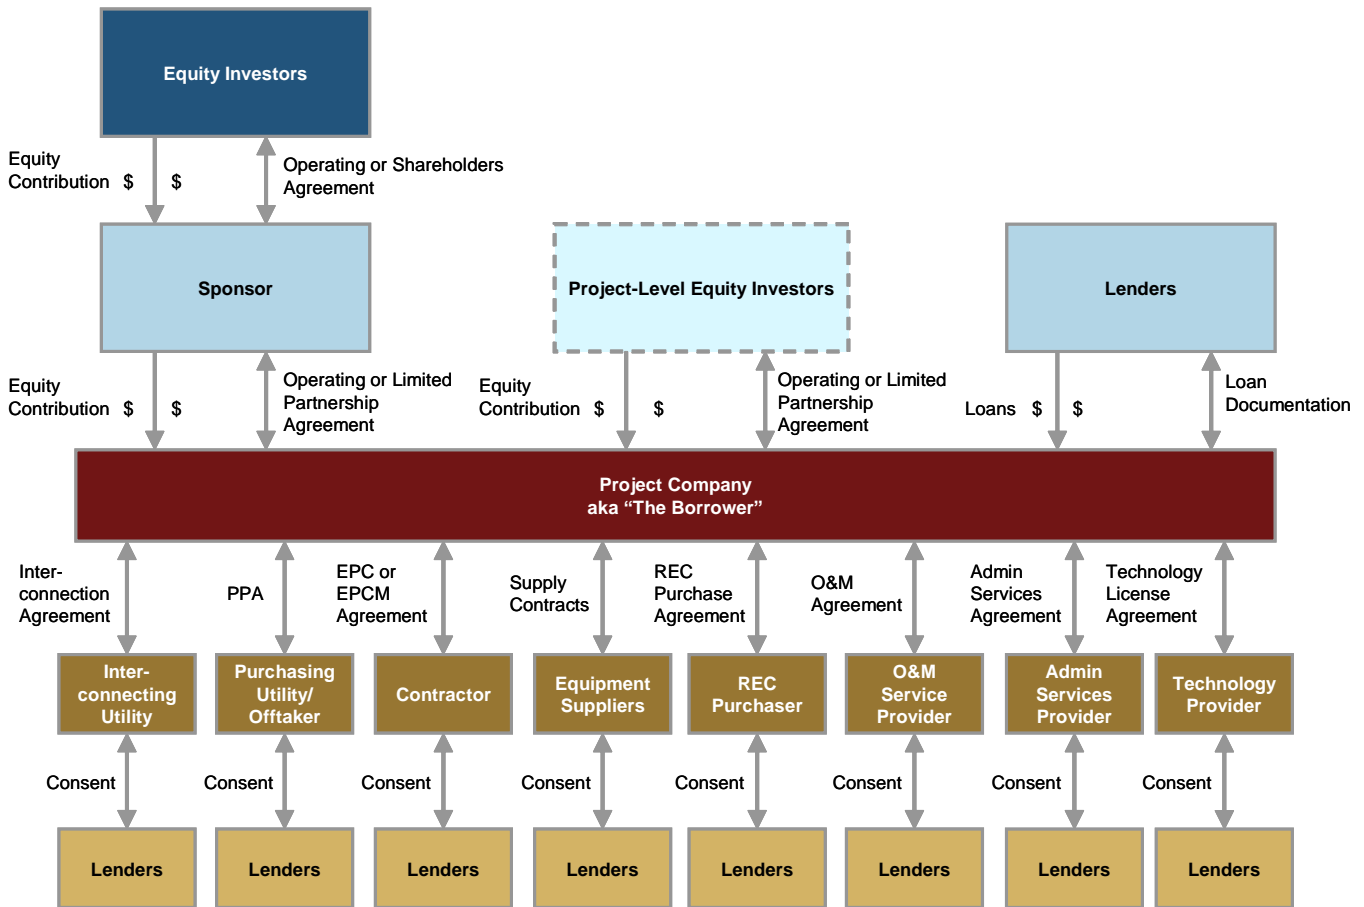 Equity Investors
Equity
Contribution $ $
Operating or Shareholders
Agreement
Sponsor
Project-Level Equity Investors
Lenders
Equity
Contribution $ $
Operating or Limited
Partnership
Agreement
Equity
Contribution $ $
Operating or Limited
Partnership
Agreement
Loans $ $
Loan
Documentation
Project Company
aka “The Borrower”
Inter-
connection
Agreement
PPA
EPC or
EPCM
Agreement
Supply
Contracts
REC
Purchase
Agreement
O&M
Agreement
Admin
Services
Agreement
Technology
License
Agreement
Inter-
connecting
Utility
Purchasing
Utility/
Offtaker
Contractor
Equipment
Suppliers
REC
Purchaser
O&M
Service
Provider
Admin
Services
Provider
Technology
Provider
Consent
Consent
Consent
Consent
Consent
Consent
Consent
Consent
Lenders
Lenders
Lenders
Lenders
Lenders
Lenders
Lenders
Lenders